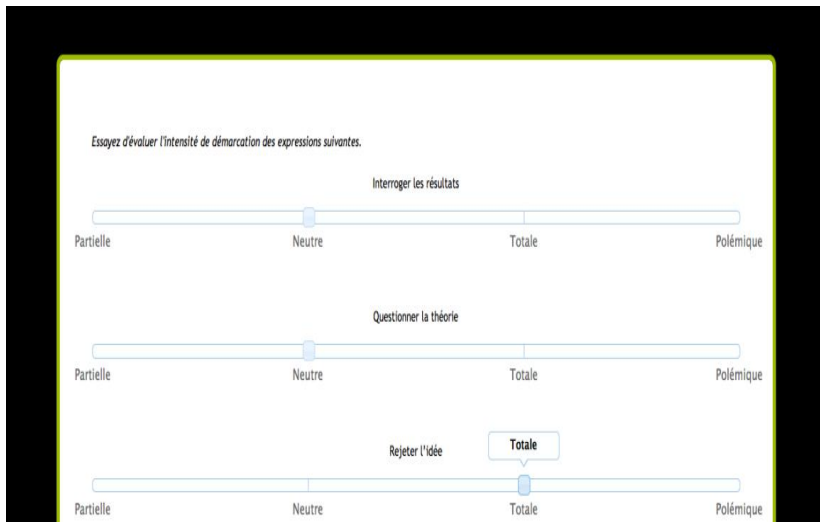 Essayez d'évaluer l'intensité de démarcation des expressions suivantes.
Interroger les résultats
Partielle Neutre Totale Polémique
Questionner la théorie
Partielle Neutre Totale Polémique
Rejeter l'idée Totale
Partielle Neutre Totale Polémique